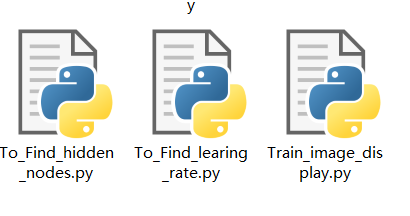 y
To_Find_hidden
_nodes.py
To_Find_learing
_rate.py
Train_image_dis
play.py